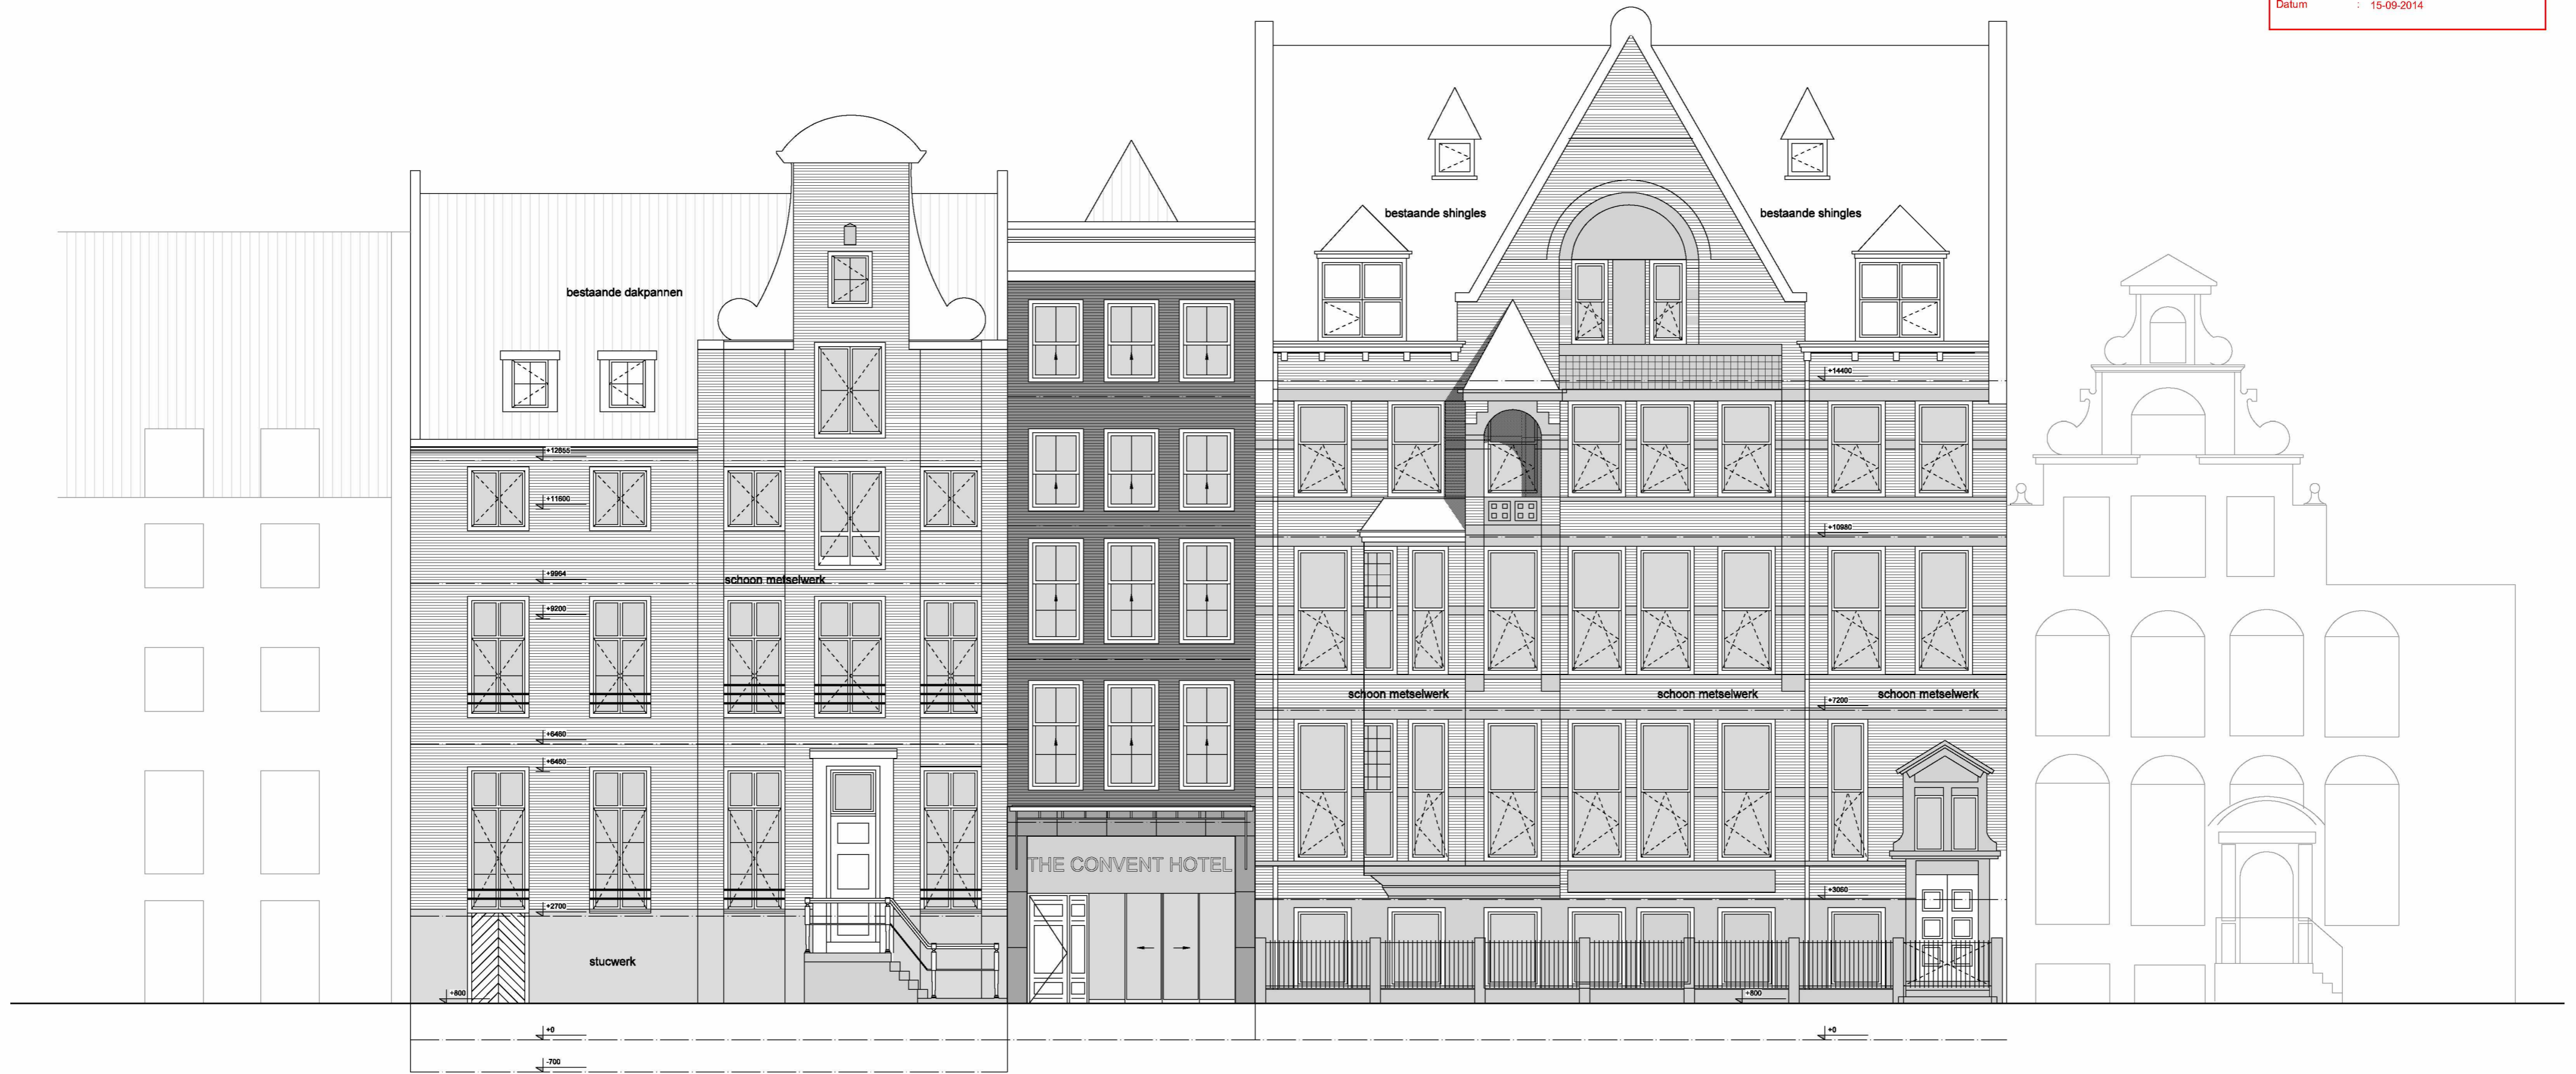 Datum : 15-09-2014
bestaande shingles
bestaande shingles
bestaande dakpannen
+14400
+12655
+11600
+10980
+9964
schoon metselwerk
+9200
schoon metselwerk
schoon metselwerk
schoon metselwerk
+7200
+6460
+6460
THE CONVENT HOTEL
+3060
+2700
stucwerk
+800
+800
+0
+0
-700